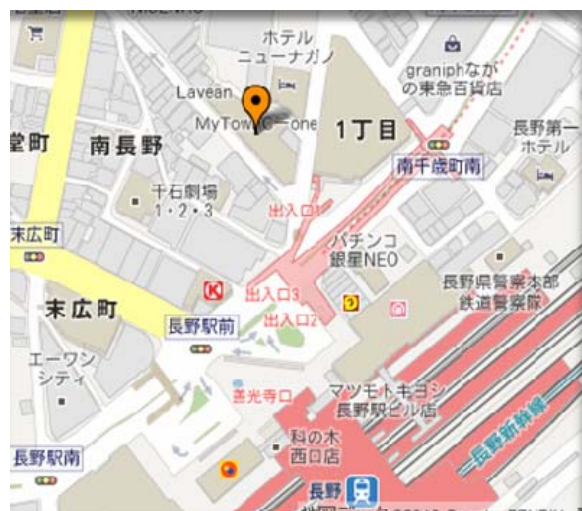 ホテル
ニューナガノ
graniphなが
の東急百貨店
Lavean
MyTown
one
1丁目
長野第一
ホテル
堂町
南長野
南千歳町南
千石劇場
1・2・3
出入口1
末広町
パチンコ
銀星NEO
長野県警察本部
鉄道警察隊
K
出入口3
末広町
出入口2
長野駅前
エーワン
シティ
善光寺口
マツモトキヨシ
長野駅ビル店
長野新幹線
科の木
西口店
長野駅南
長野